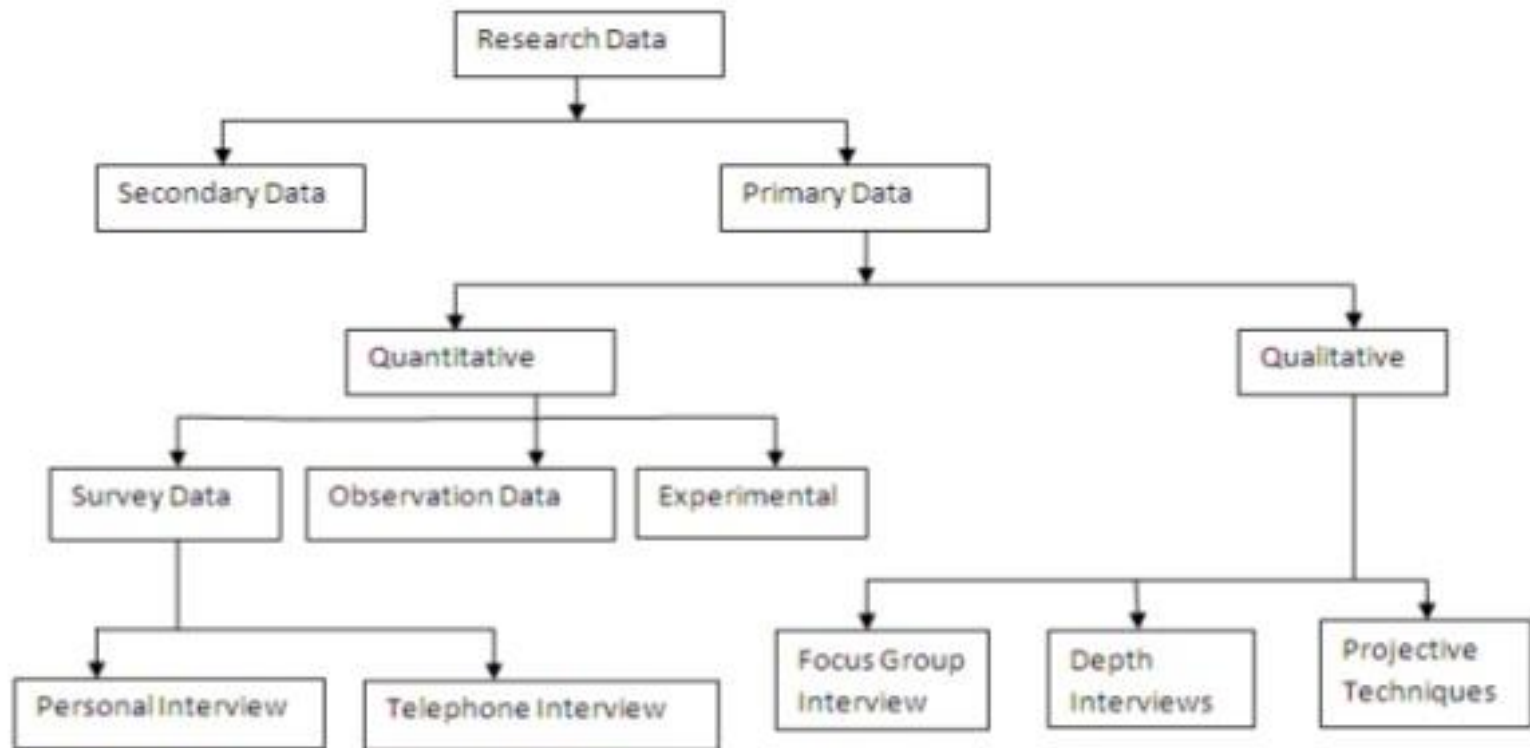 Research Data
Secondary Data
Primary Data
Quantitative
Qualitative
Survey Data
Observation Data
Experimental
Focus Group
Interview
Depth
Interviews
Projective
Techniques
Personal Interview
Telephone Interview